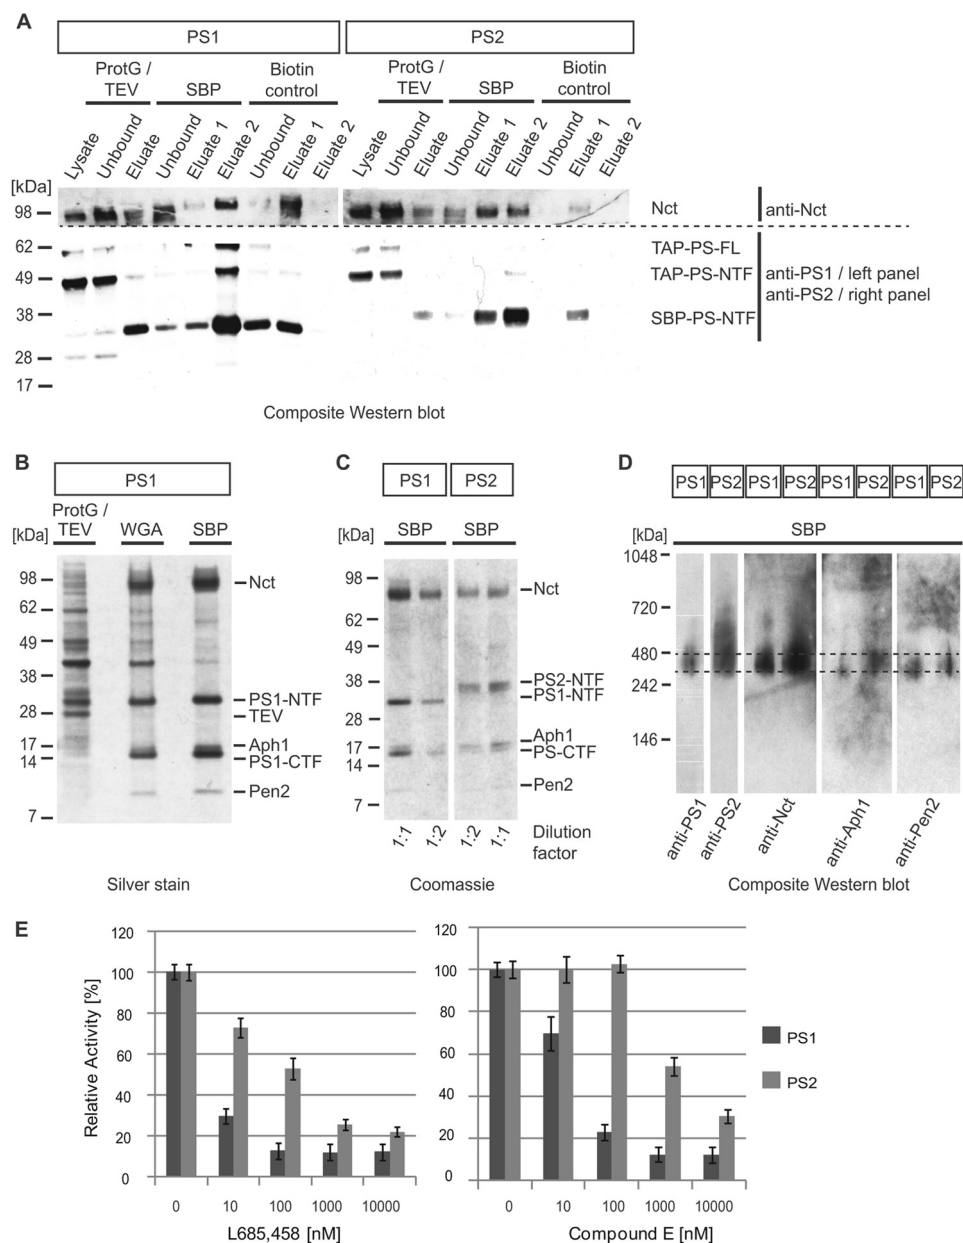 A
PS1
PS2
ProtG / TEV
SBP
Biotin control
ProtG / TEV
SBP
Biotin control
Lysate
Unbound
Eluate
Unbound
Eluate 1
Eluate 2
Unbound
Eluate 1
Eluate 2
Lysate
Unbound
Eluate
Unbound
Eluate 1
Eluate 2
Unbound
Eluate 1
Eluate 2
[kDa]
98
62
49
38
28
17
Nct
anti-Nct
TAP-PS-FL
TAP-PS-NTF
SBP-PS-NTF
anti-PS1 / left panel
anti-PS2 / right panel
Composite Western blot
B
PS1
ProtG / TEV
WGA
SBP
[kDa]
98
62
49
38
28
17
14
7
Nct
PS1-NTF
TEV
Aph1
PS1-CTF
Pen2
Silver stain
C
PS1
PS2
SBP
SBP
[kDa]
98
62
49
38
28
17
14
7
Nct
PS2-NTF
PS1-NTF
Aph1
PS-CTF
Pen2
1:1
1:2
1:2
1:1
Dilution factor
Coomassie
D
PS1
PS2
PS1
PS2
PS1
PS2
PS1
PS2
SBP
[kDa]
1048
720
480
242
146
anti-PS1
anti-PS2
anti-Nct
anti-Aph1
anti-Pen2
Composite Western blot
E
Relative Activity [%]
120
100
80
60
40
20
0
0
10
100
1000
10000
L685,458 [nM]
120
100
80
60
40
20
0
0
10
100
1000
10000
Compound E [nM]
PS1
PS2